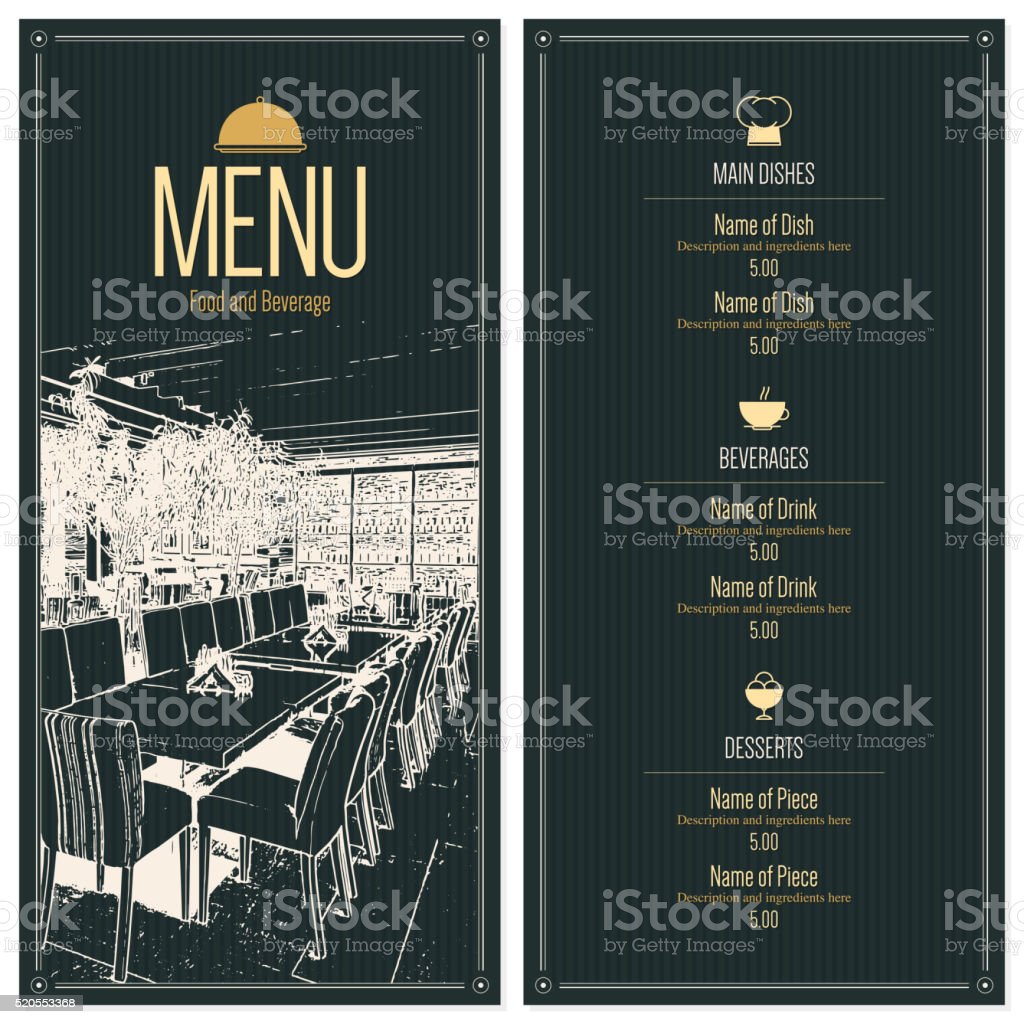 MENU
Food and Beverage
MAIN DISHES
Name of Dish
Description and ingredients here
5.00
Name of Dish
Description and ingredients here
5.00
BEVERAGES
Name of Drink
Description and ingredients here
5.00
Name of Drink
Description and ingredients here
5.00
DESSERTS
Name of Piece
Description and ingredients here
5.00
Name of Piece
Description and ingredients here
5.00
iStock
by Getty Images™
520553368